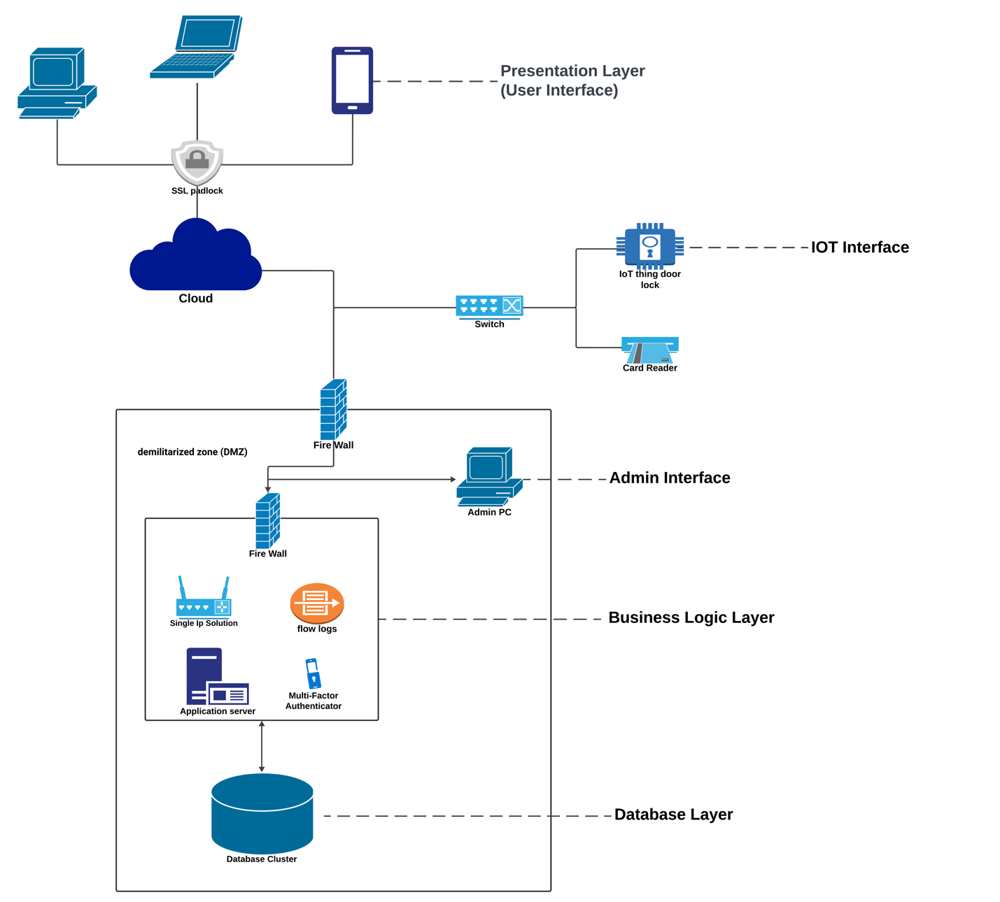 Presentation Layer
(User Interface)
SSL padlock
Cloud
IoT thing door
lock
IOT Interface
Switch
Card Reader
Fire Wall
demilitarized zone (DMZ)
Admin PC
Admin Interface
Fire Wall
Single Ip Solution
flow logs
Business Logic Layer
Application server
Multi-Factor
Authenticator
Database Cluster
Database Layer